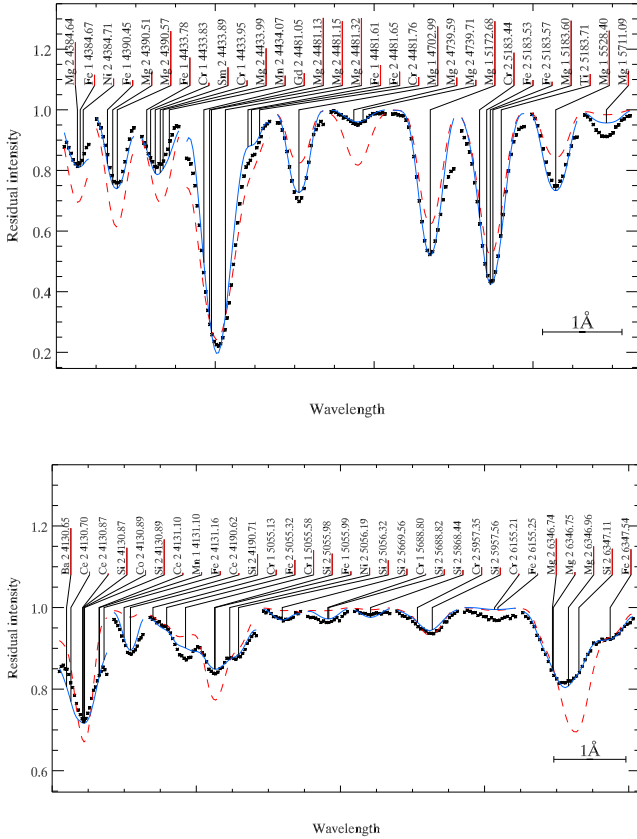 1.2
1.0
0.8
0.6
0.4
0.2
Residual intensity
Mg 2 4384.64
Fe 1 4384.67
Ni 2 4384.71
Fe 1 4390.45
Mg 2 4390.51
Mg 2 4390.57
Fe 1 4433.78
Cr 1 4433.83
Sm 2 4433.89
Cr 1 4433.95
Mg 2 4433.99
Mn 2 4434.07
Gd 2 4481.05
Mg 2 4481.13
Mg 2 4481.15
Mg 2 4481.32
Fe 1 4481.61
Fe 2 4481.65
Cr 2 4481.76
Mg 1 4702.99
Mg 2 4739.59
Mg 2 4739.71
Mg 1 5172.68
Cr 2 5183.44
Fe 2 5183.53
Fe 2 5183.57
Mg 1 5183.60
Ti 2 5183.71
Mg 1 5528.40
Mg 1 5711.09
1Å
Wavelength
1.2
1.0
0.8
0.6
Residual intensity
Ba 2 4130.65
Ce 2 4130.70
Ce 2 4130.87
Si 2 4130.87
Co 2 4130.89
Si 2 4130.89
Ce 2 4131.10
Mn 1 4131.10
Fe 2 4131.16
Ce 2 4190.62
Si 2 4190.71
Cr 1 5055.13
Fe 2 5055.32
Cr 1 5055.58
Si 2 5055.98
Fe 1 5055.99
Ni 2 5056.19
Si 2 5056.32
Si 2 5669.56
Cr 1 5688.80
Si 2 5688.82
Si 2 5868.44
Cr 2 5957.35
Si 2 5957.56
Cr 2 6155.21
Fe 2 6155.25
Mg 2 6346.74
Mg 2 6346.75
Mg 2 6346.96
Si 2 6347.11
Fe 2 6347.54
1Å
Wavelength